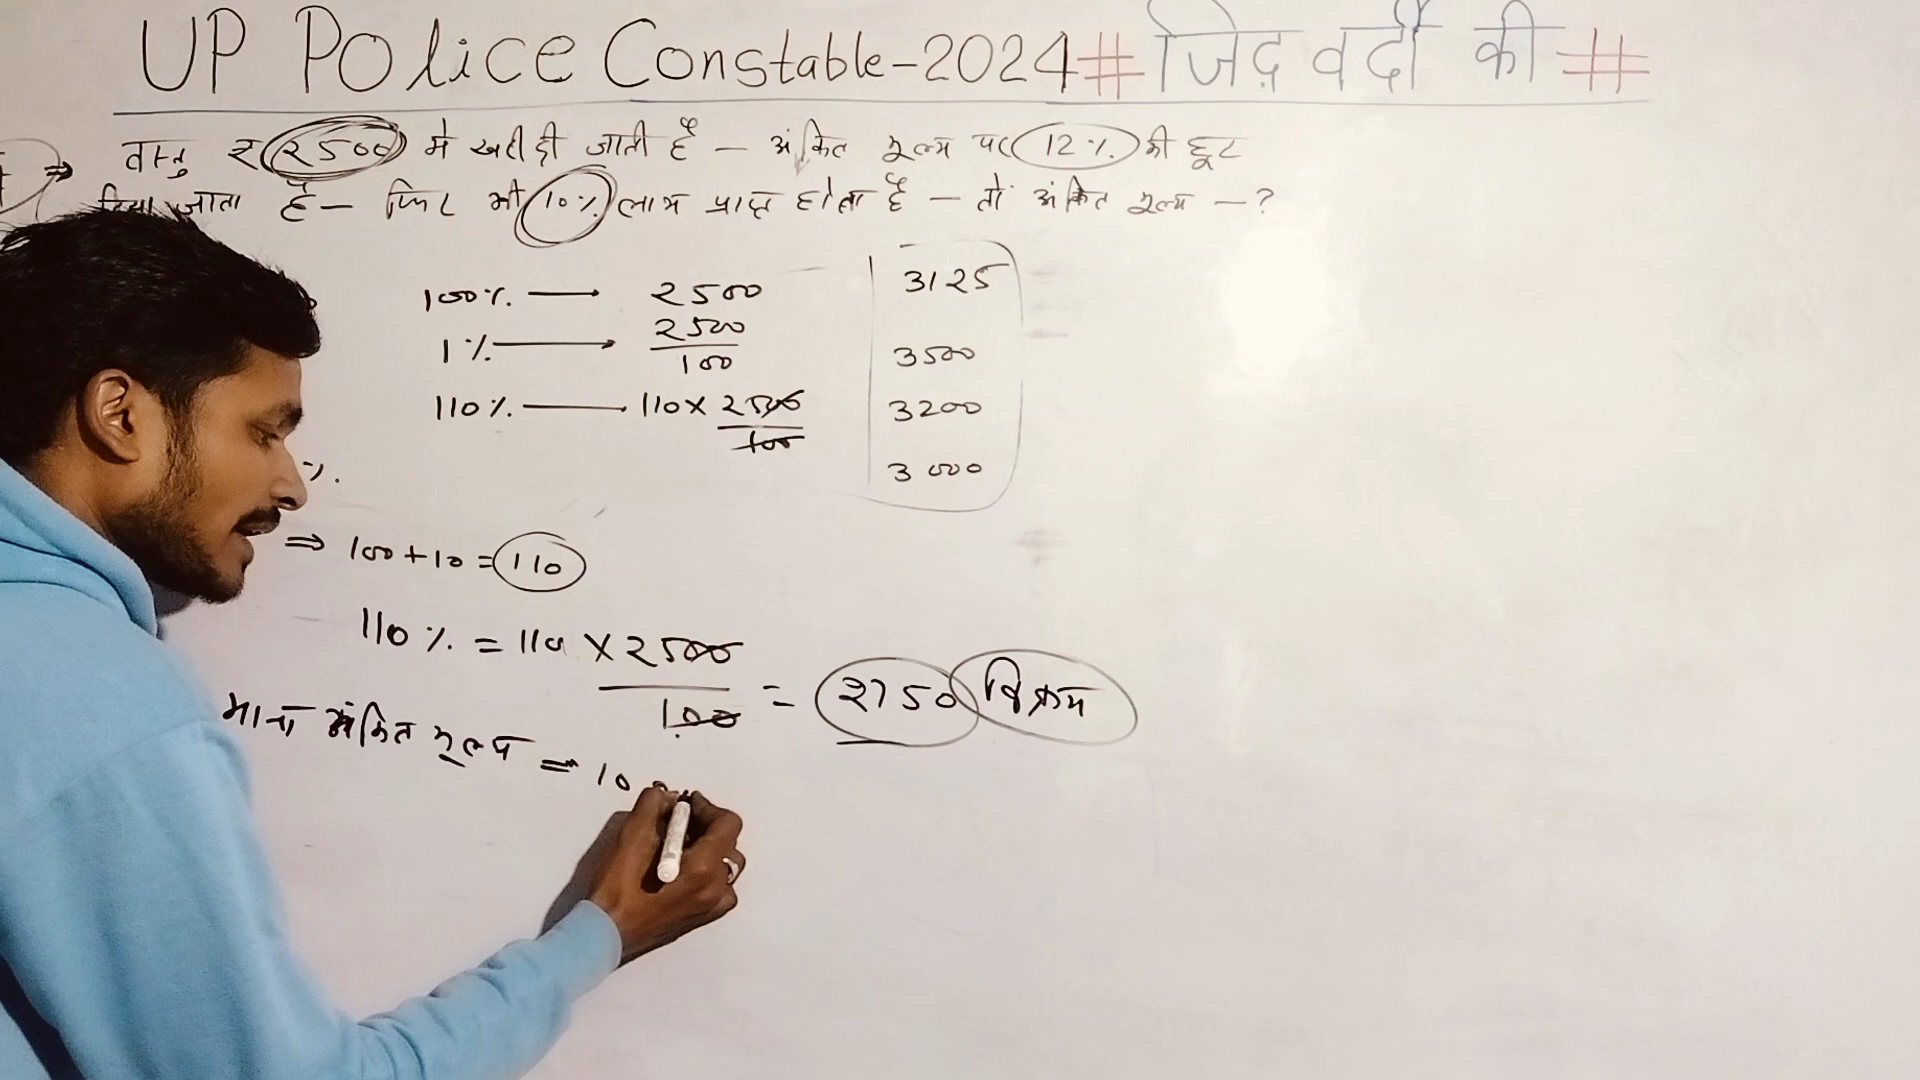 UP Police Constable-2024 # जिद़ वर्दी की #
⇒ वस्तु ₹ 2500 में खरीदी जाती है — अंकित मूल्य पर 12% की छूट
दिया जाता है — फिर भी 10% लाभ प्राप्त होता है — तो अंकित मूल्य —?
100% → 2500
1% → 2500/100
110% — 110 × 2500/100
3125
3500
3200
3000
%.
⇒ 100+10 = 110
110% = 110 × 2500/100 = 2750 विक्रय
माना अंकित मूल्य = 10